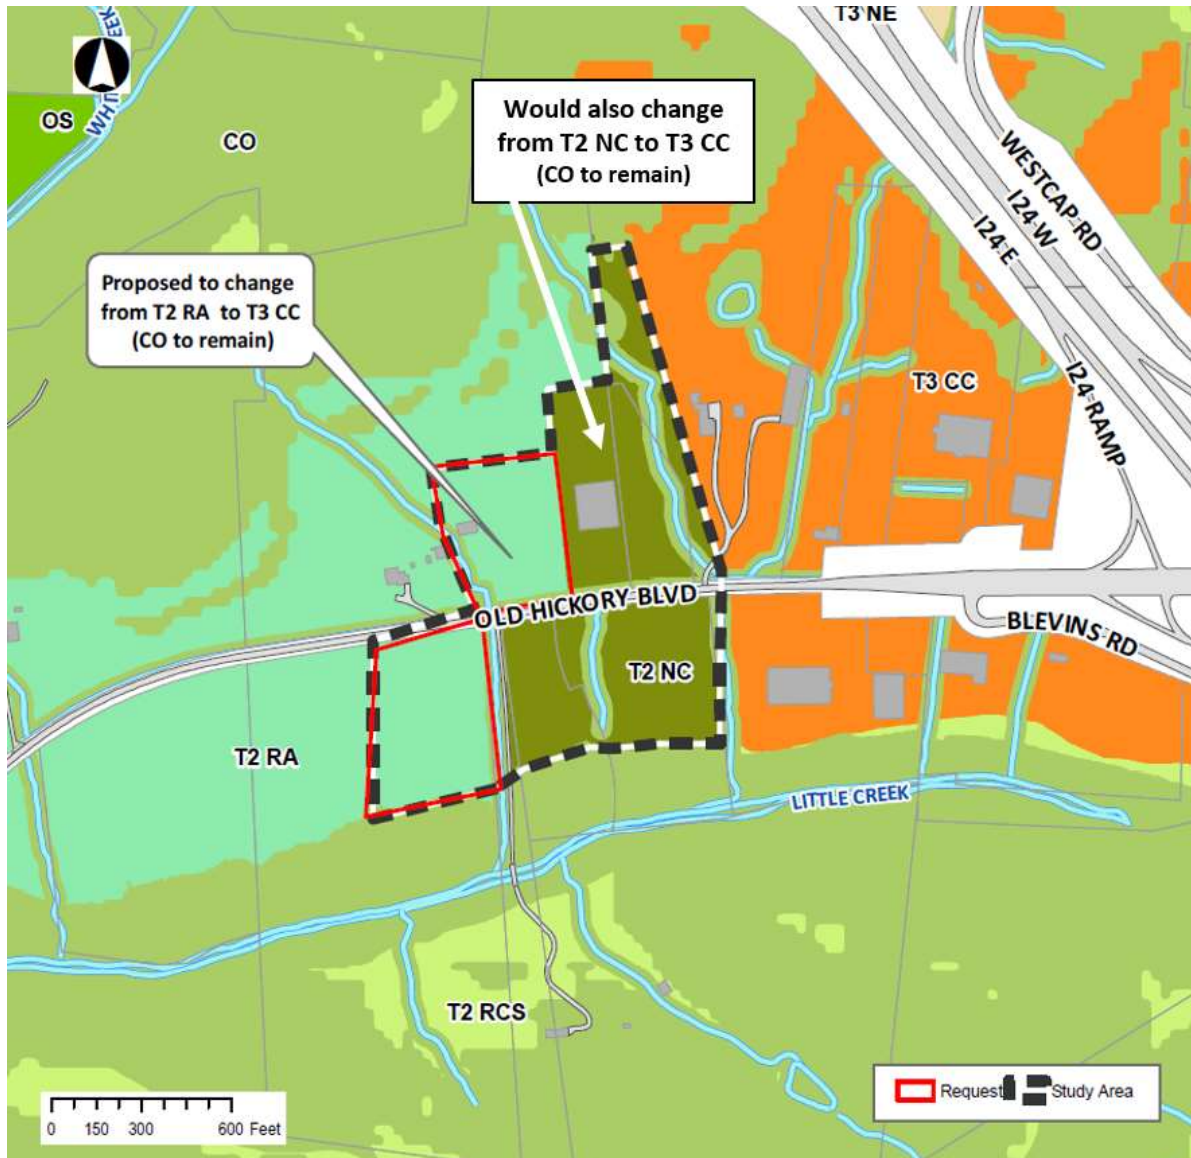 T3 NE
WHI
EEK
OS
CO
Would also change
from T2 NC to T3 CC
(CO to remain)
WESTCAP RD
I24 W
I24 E
Proposed to change
from T2 RA to T3 CC
(CO to remain)
T3 CC
I24 RAMP
OLD HICKORY BLVD
BLEVINS RD
T2 NC
T2 RA
LITTLE CREEK
T2 RCS
Request
Study Area
0 150 300 600 Feet